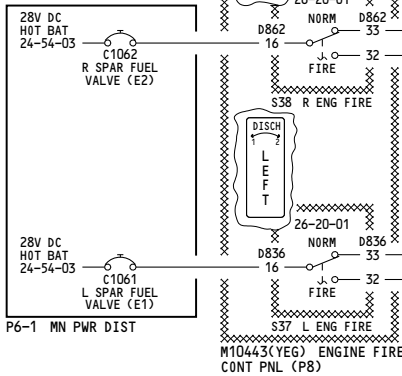 26-20-01
28V DC
HOT BAT
24-54-03
C1062
R SPAR FUEL
VALVE (E2)
D862
16
NORM
D862
33
32
FIRE
S38 R ENG FIRE
DISCH
1 2
L
E
F
T
26-20-01
28V DC
HOT BAT
24-54-03
C1061
L SPAR FUEL
VALVE (E1)
D836
16
NORM
D836
33
32
FIRE
S37 L ENG FIRE
P6-1 MN PWR DIST
M10443(YEG) ENGINE FIRE
CONT PNL (P8)